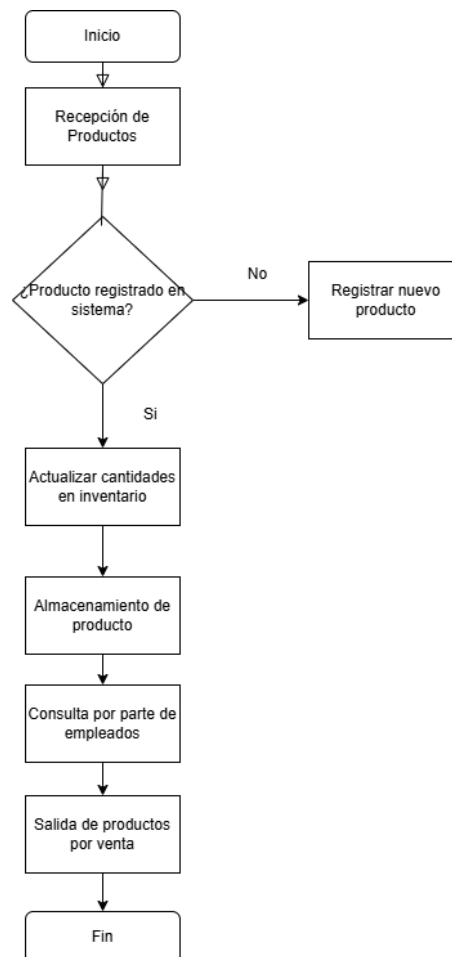 Inicio
Recepción de
Productos
¿Producto registrado en
sistema?
No
Registrar nuevo
producto
Si
Actualizar cantidades
en inventario
Almacenamiento de
producto
Consulta por parte de
empleados
Salida de productos
por venta
Fin